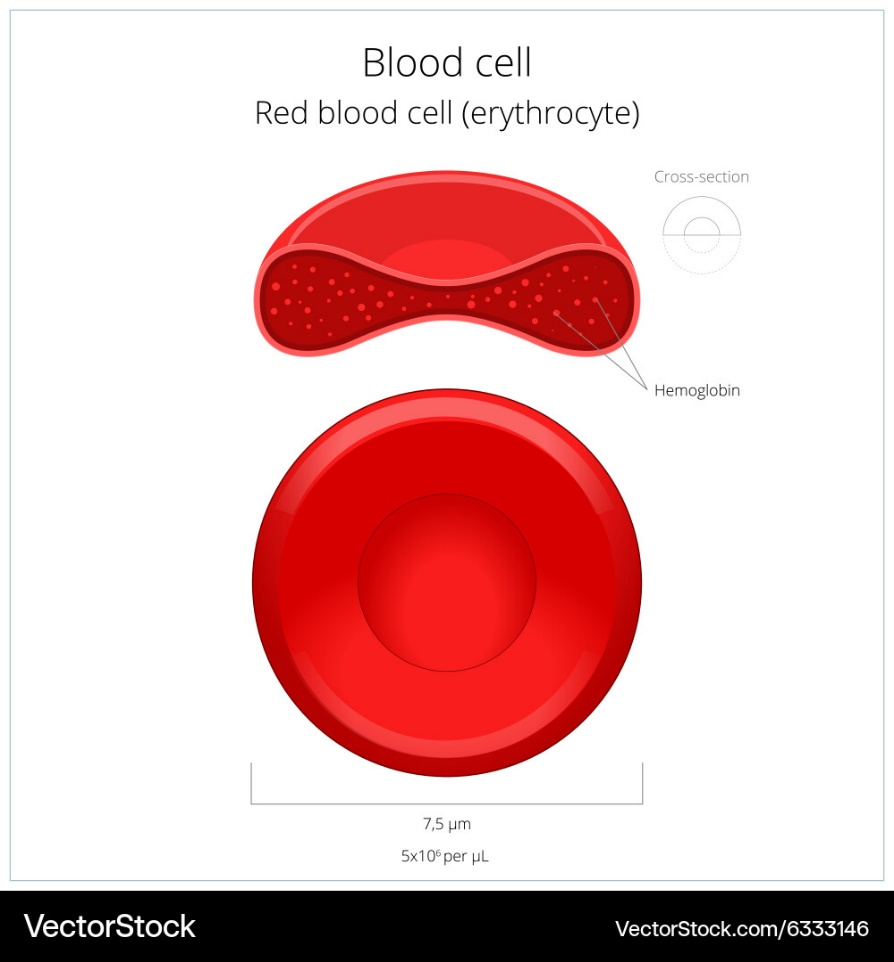 Blood cell
Red blood cell (erythrocyte)
Cross-section
Hemoglobin
7,5 µm
5x10⁶ per µL
VectorStock
VectorStock.com/6333146